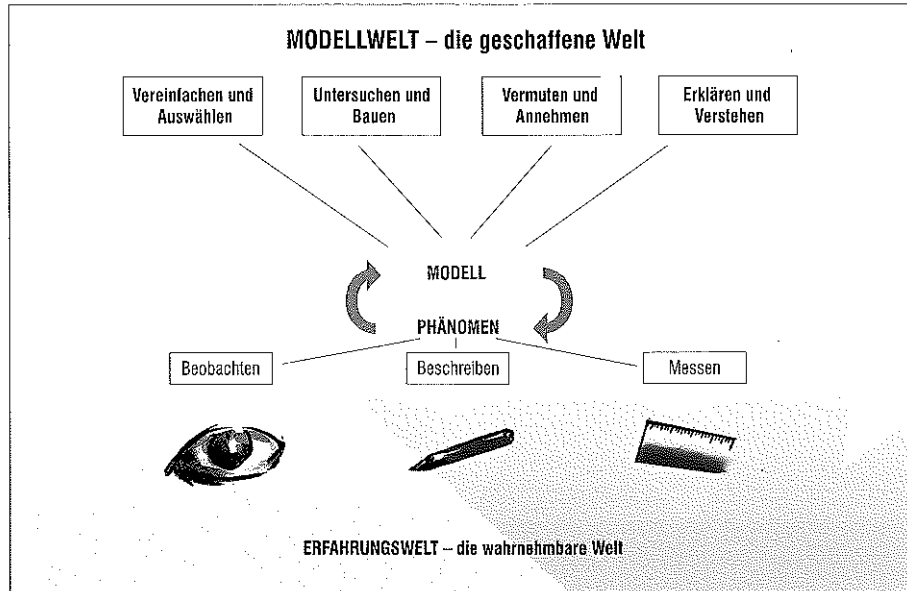 MODELLWELT – die geschaffene Welt
Vereinfachen und
Auswählen
Untersuchen und
Bauen
Vermuten und
Annehmen
Erklären und
Verstehen
MODELL
PHÄNOMEN
Beobachten
Beschreiben
Messen
ERFAHRUNGSWELT – die wahrnehmbare Welt